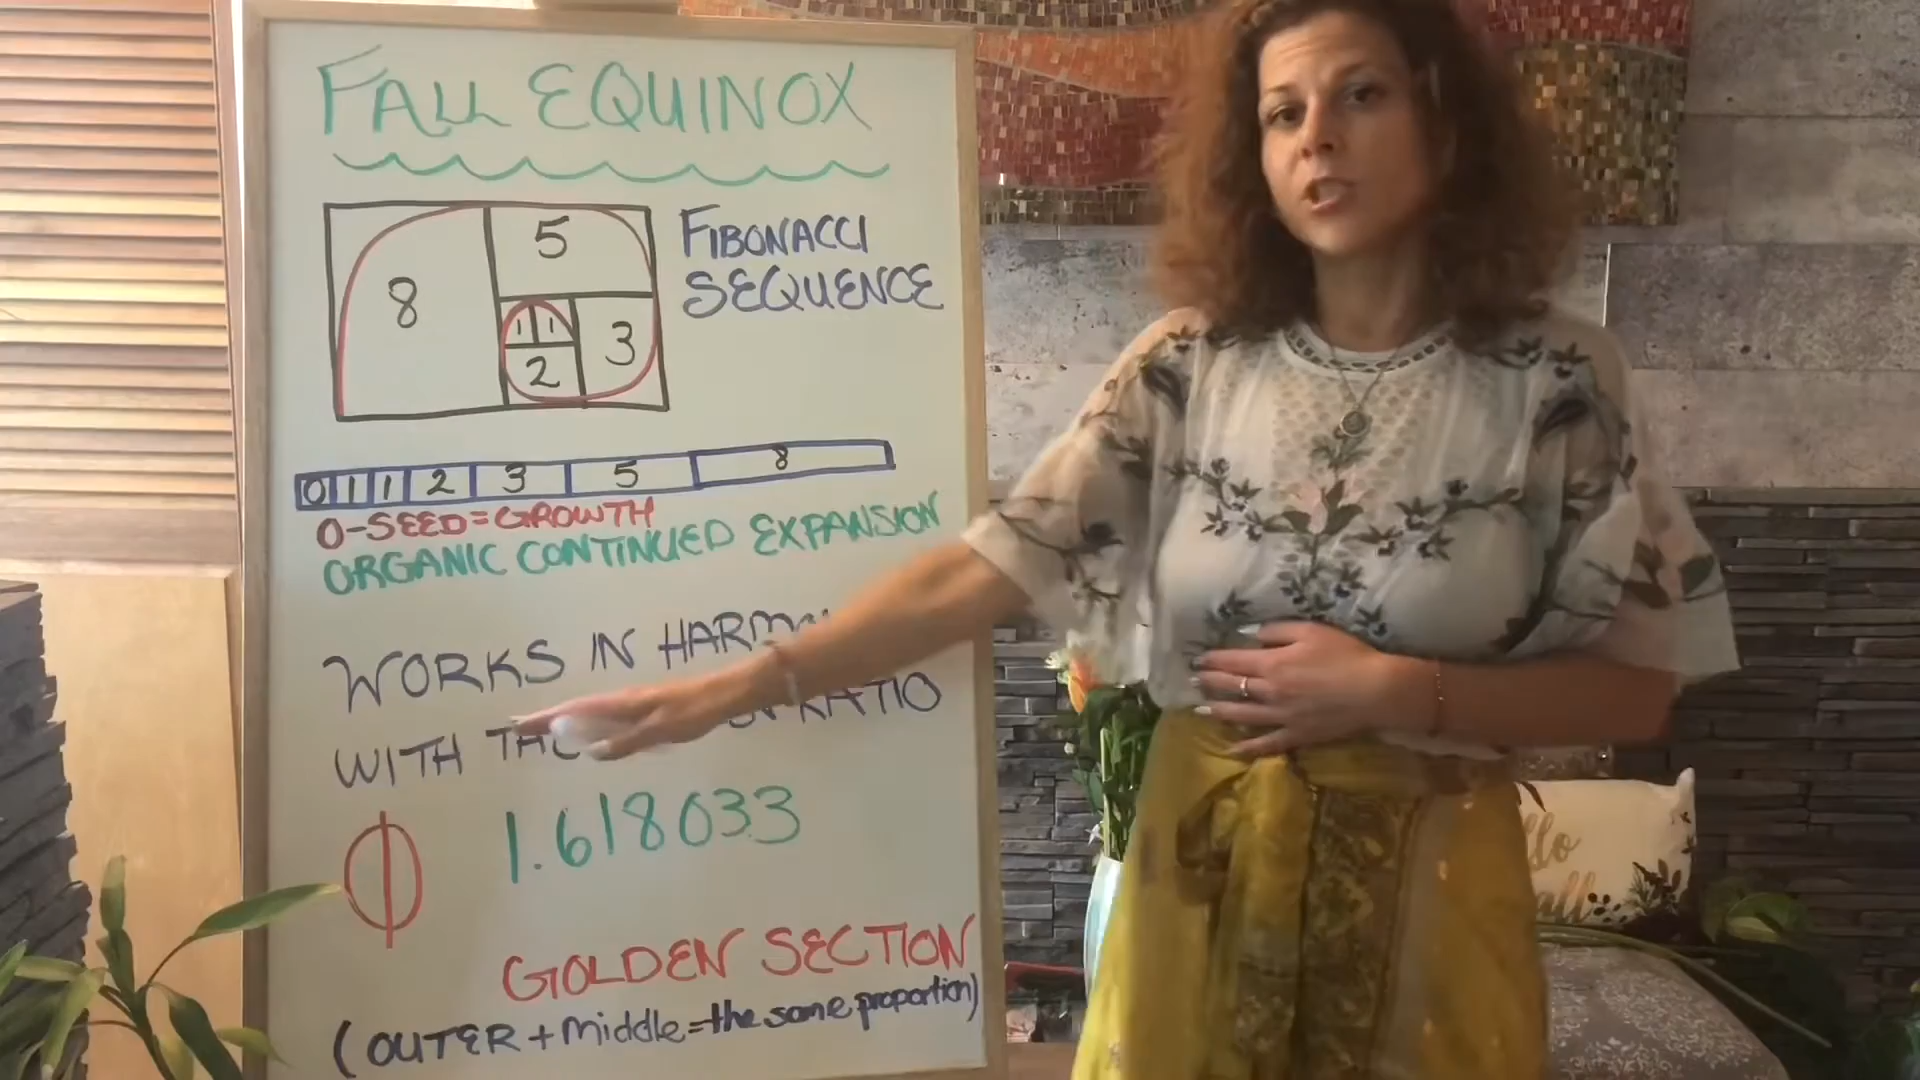 FALL EQUINOX
8 5 1 1 2 3
FIBONACCI
SEQUENCE
0 1 1 2 3 5 8
0-SEED=GROWTH
ORGANIC CONTINUED EXPANSION
WORKS IN
WITH RATIO
1.618033
GOLDEN SECTION
(OUTER + middle=the same proportion)